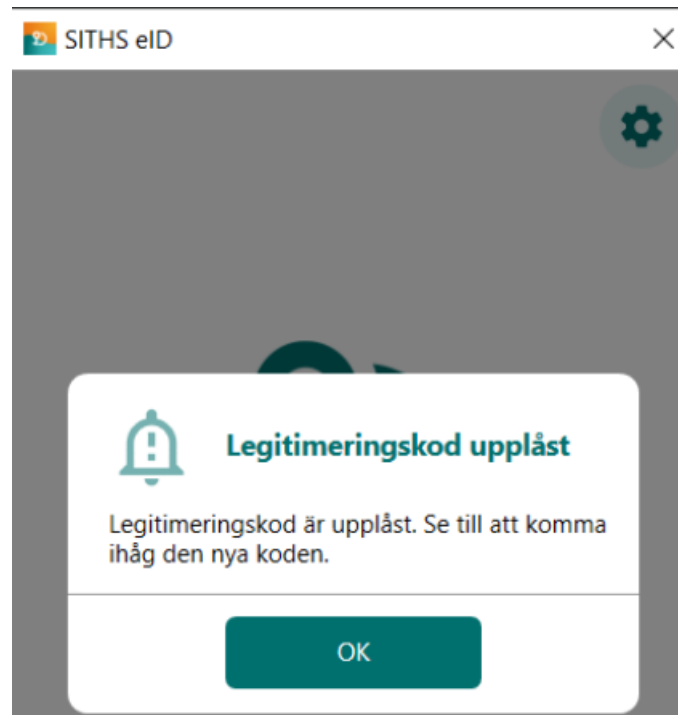 SITHS eID
Legitimeringskod upplåst
Legitimeringskod är upplåst. Se till att komma
ihåg den nya koden.
OK